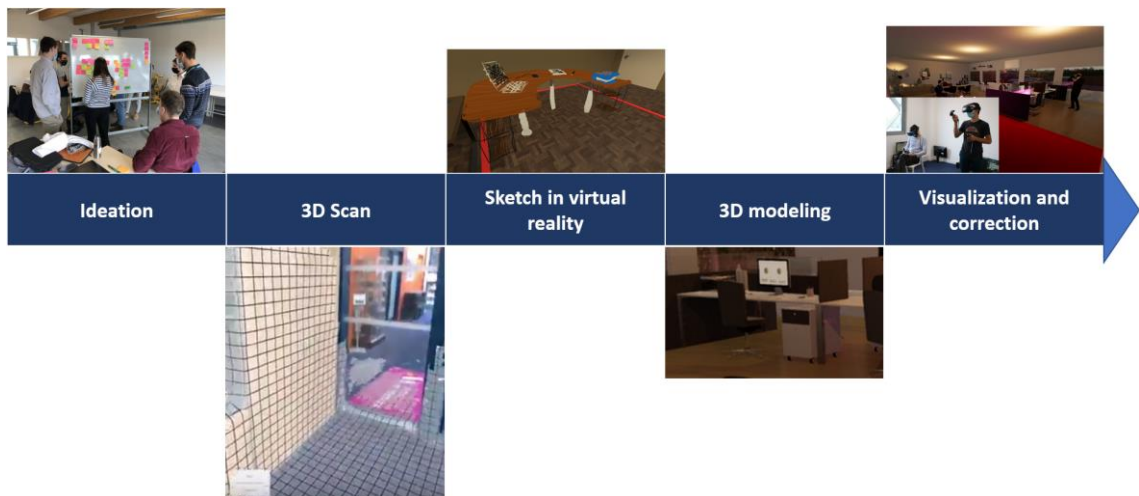 Ideation
3D Scan
Sketch in virtual
reality
3D modeling
Visualization and
correction